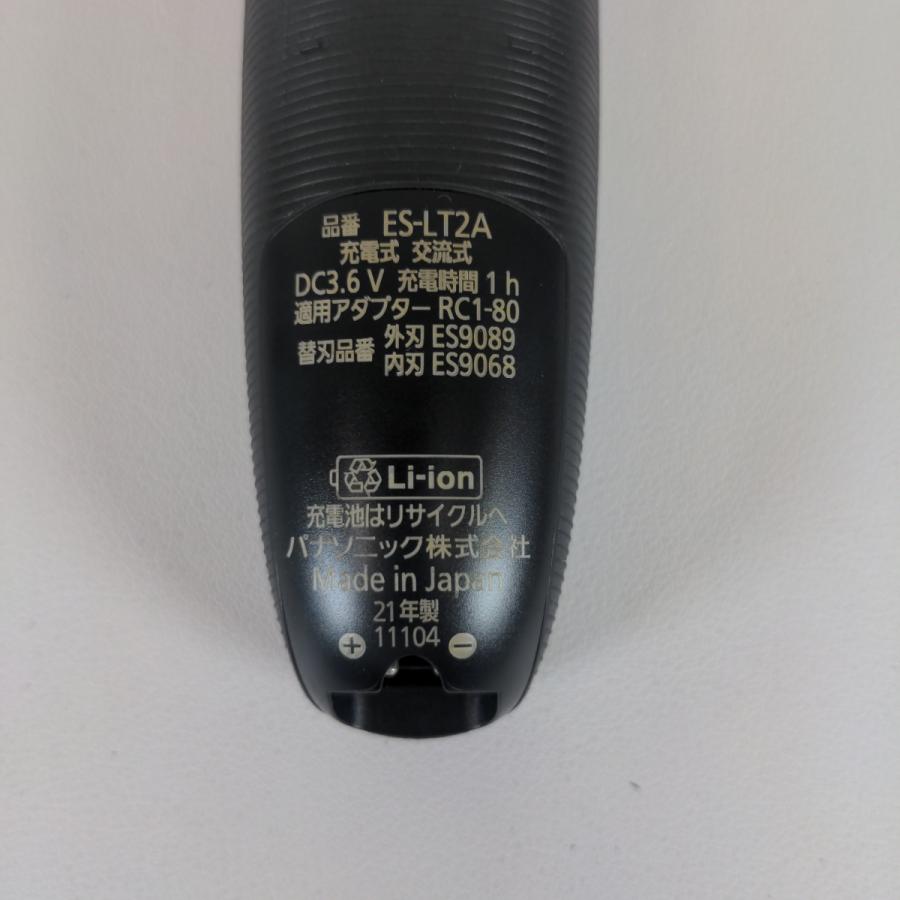 品番 ES-LT2A
充電式 交流式
DC3.6 V 充電時間 1 h
適用アダプター RC1-80
替刃品番 外刃 ES9089
内刃 ES9068
Li-ion
充電池はリサイクルへ
パナソニック株式会社
Made in Japan
21年製
11104
+ −